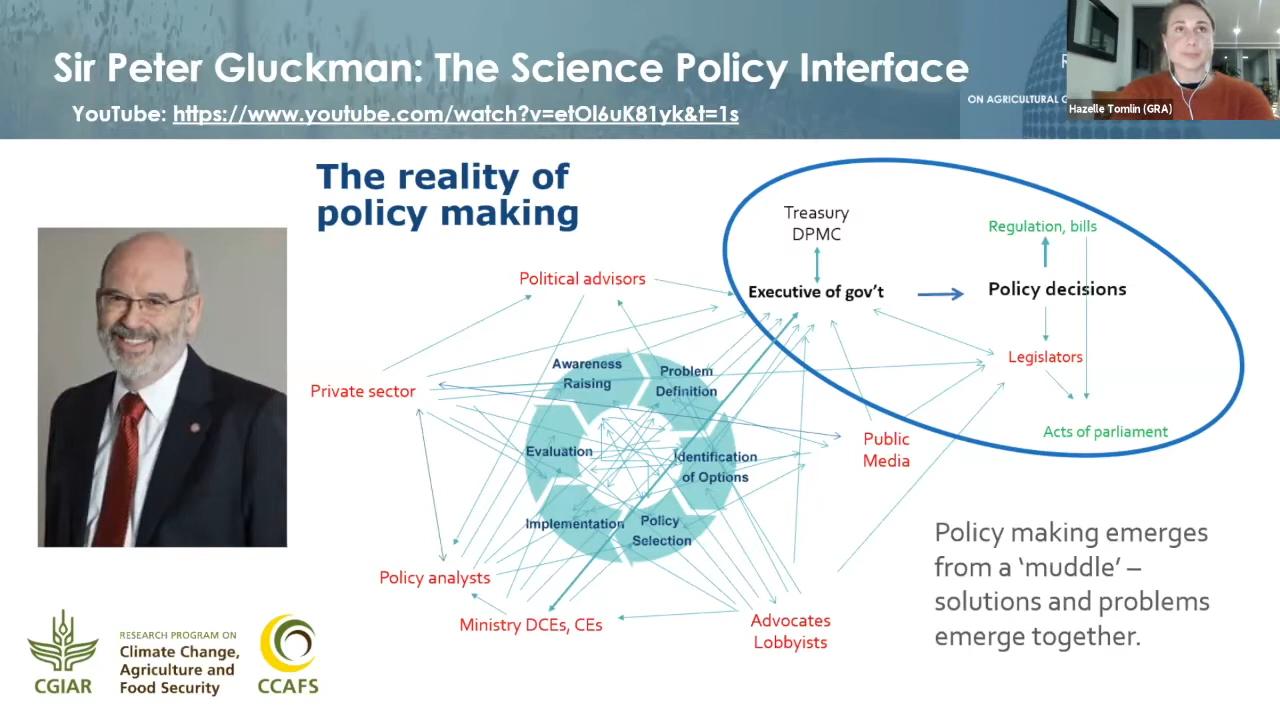 Sir Peter Gluckman: The Science Policy Interface
YouTube: https://www.youtube.com/watch?v=etOl6uK81yk&t=1s
ON AGRICULTURAL
Hazelle Tomlin (GRA)
The reality of
policy making
Treasury
DPMC
Regulation, bills
Political advisors
Executive of gov't
Policy decisions
Legislators
Awareness
Raising
Problem
Definition
Private sector
Acts of parliament
Public
Media
Evaluation
Identification
of Options
Implementation
Policy
Selection
Policy analysts
Ministry DCEs, CEs
Advocates
Lobbyists
Policy making emerges
from a ‘muddle’ –
solutions and problems
emerge together.
CGIAR
RESEARCH PROGRAM ON
Climate Change,
Agriculture and
Food Security
CCAFS